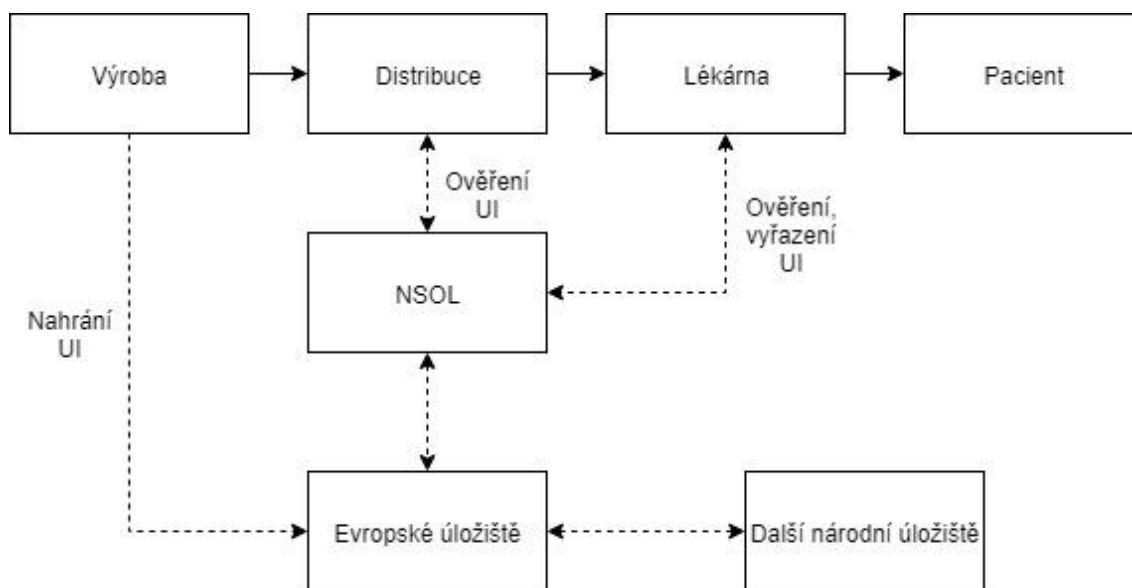 Výroba
Distribuce
Lékárna
Pacient
Ověření
UI
Ověření,
vyřazení
UI
NSOL
Nahrání
UI
Evropské úložiště
Další národní úložiště